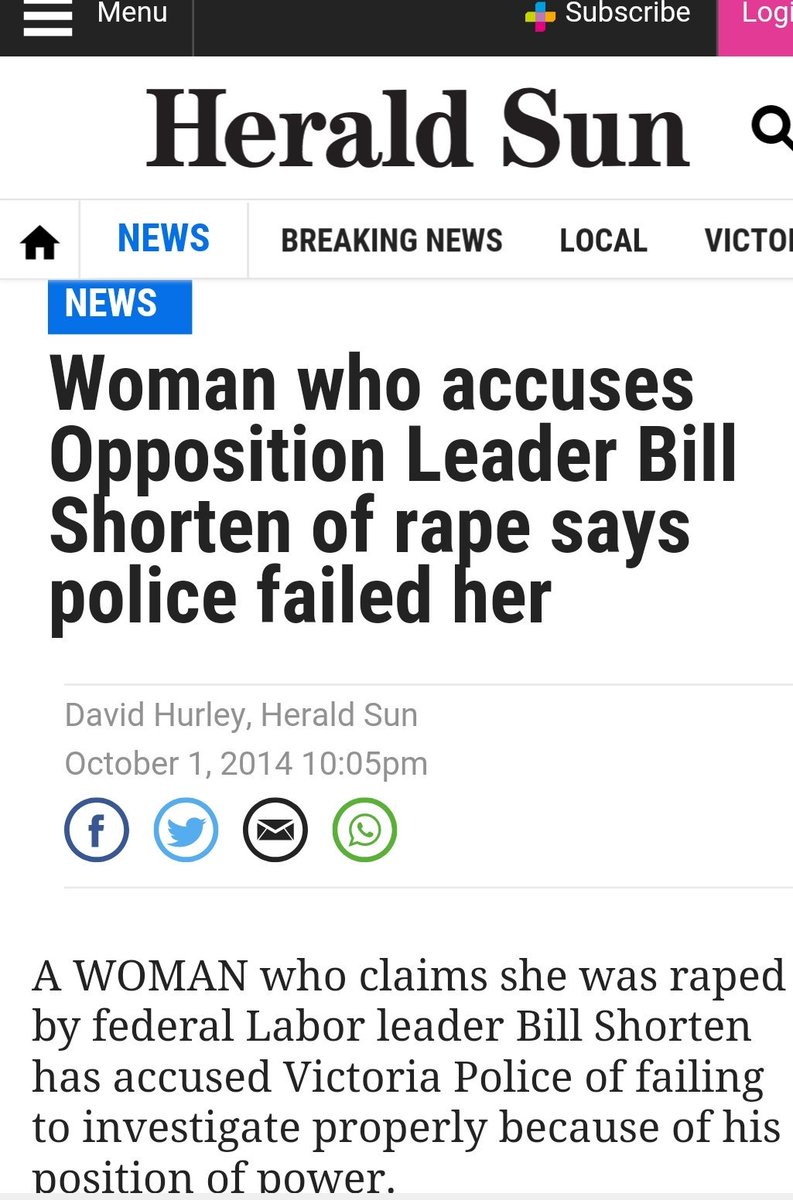 Menu
Subscribe
Logi
Herald Sun
NEWS
BREAKING NEWS
LOCAL
VICTO
NEWS
Woman who accuses
Opposition Leader Bill
Shorten of rape says
police failed her
David Hurley, Herald Sun
October 1, 2014 10:05pm
A WOMAN who claims she was raped
by federal Labor leader Bill Shorten
has accused Victoria Police of failing
to investigate properly because of his
position of power.